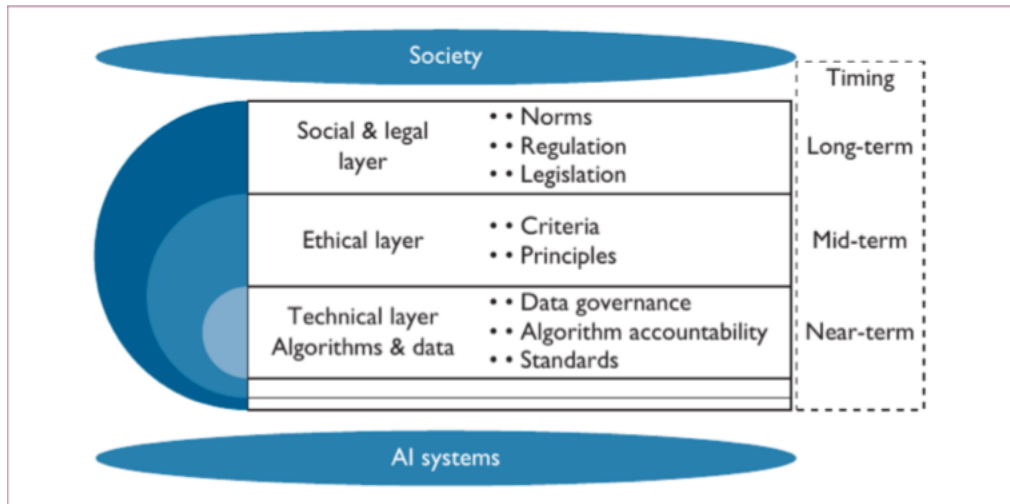 Society
Timing
Social & legal
layer
• • Norms
• • Regulation
• • Legislation
Long-term
Ethical layer
• • Criteria
• • Principles
Mid-term
Technical layer
Algorithms & data
• • Data governance
• • Algorithm accountability
• • Standards
Near-term
AI systems